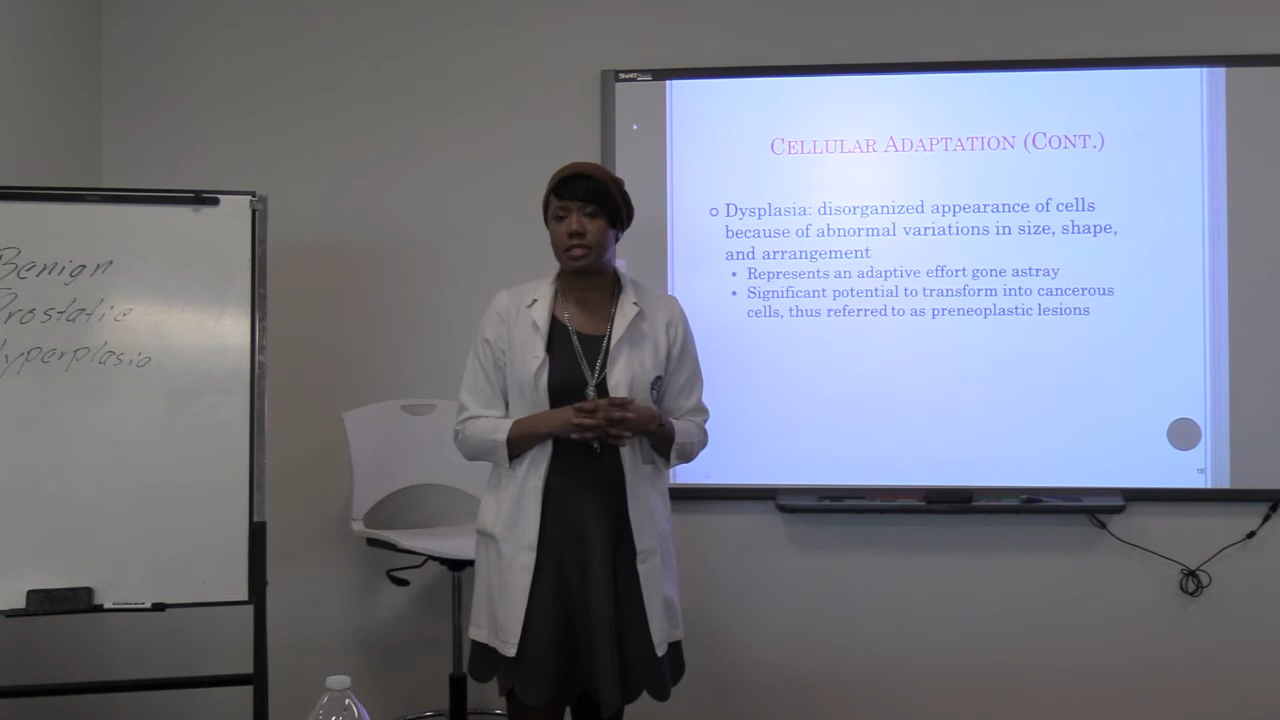 Benign
Prostatic
Hyperplasia
SMART
CELLULAR ADAPTATION (CONT.)
Dysplasia: disorganized appearance of cells
because of abnormal variations in size, shape,
and arrangement
• Represents an adaptive effort gone astray
• Significant potential to transform into cancerous
cells, thus referred to as preneoplastic lesions